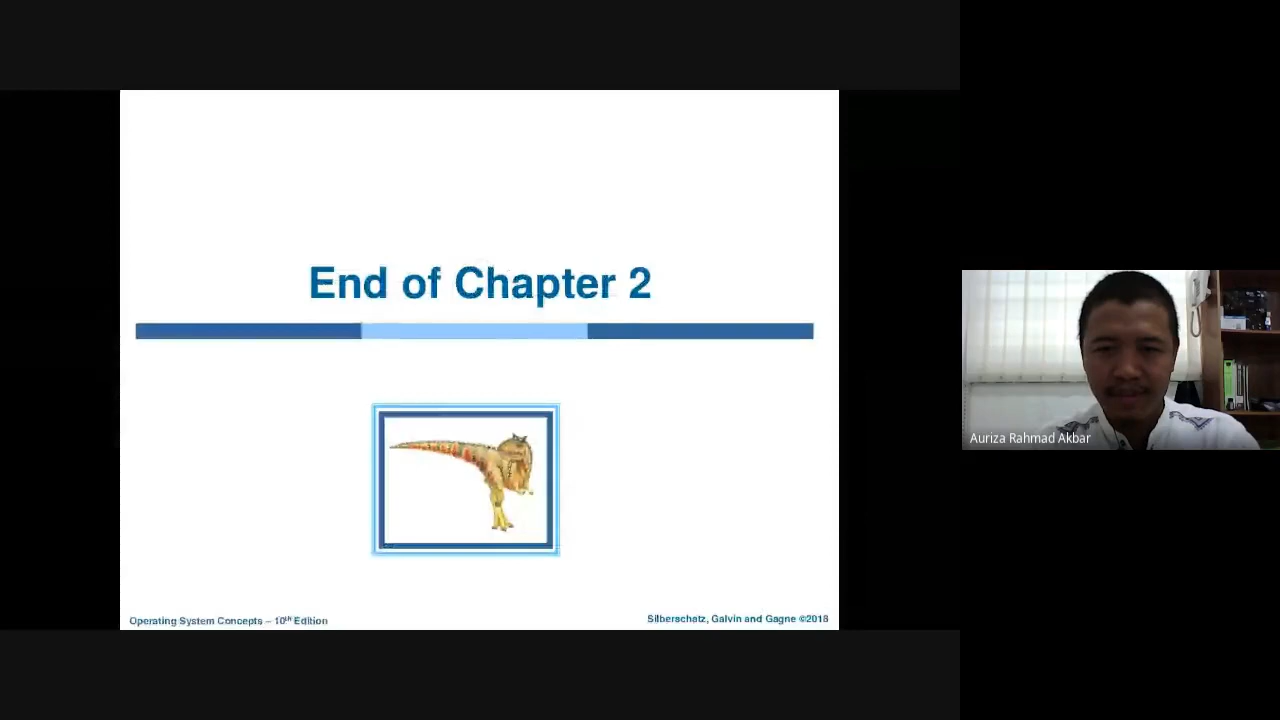 End of Chapter 2
Operating System Concepts – 10th Edition
Silberschatz, Galvin and Gagne ©2018
Auriza Rahmad Akbar